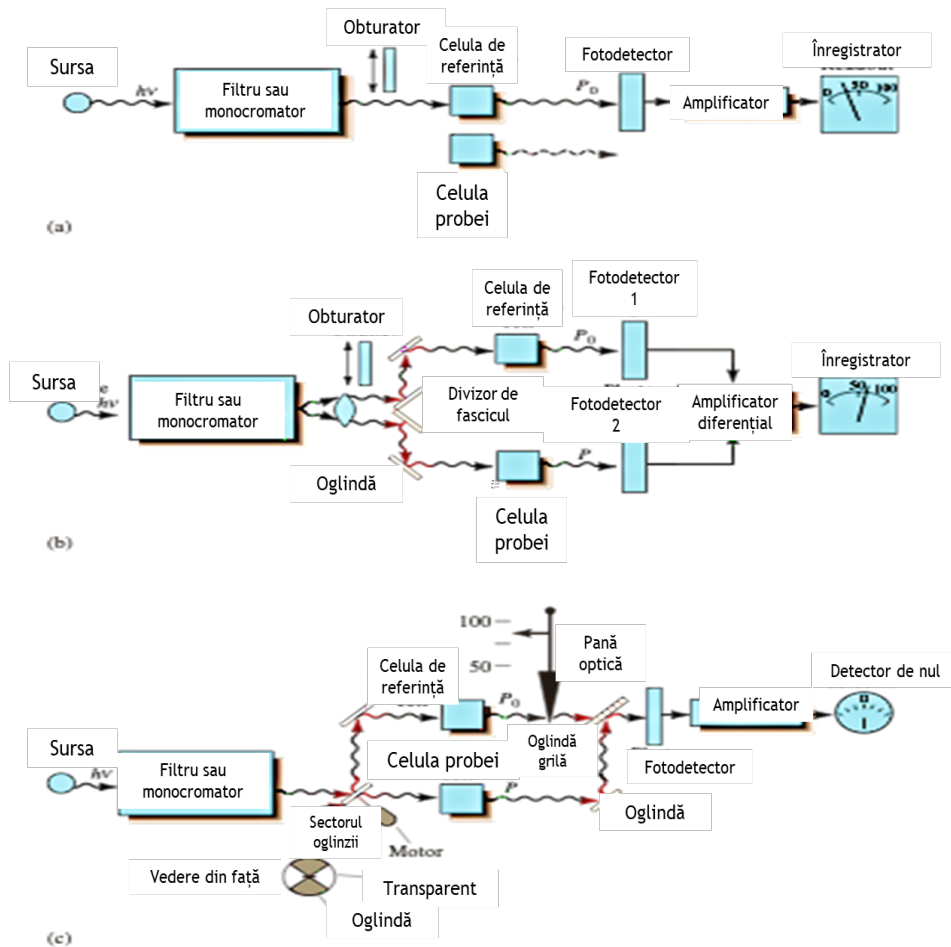 Obturator
Celula de
referință
Înregistrator
Sursa
Fotodetector
hν
Filtru sau
monocromator
P0
Amplificator
0 50 100
Celula
probei
(a)
Fotodetector
1
Celula de
referință
Obturator
P0
Înregistrator
Sursa
hν
Filtru sau
monocromator
Divizor de
fascicul
Fotodetector
2
Amplificator
diferențial
0 50 100
Oglindă
P
Celula
probei
(b)
100
Pană
optică
50
Celula de
referință
Detector de nul
P0
Amplificator
0
Sursa
Oglindă
grilă
Celula probei
hν
Filtru sau
monocromator
Fotodetector
P
Oglindă
Sectorul
oglinzii
Motor
Vedere din față
Transparent
Oglindă
(c)